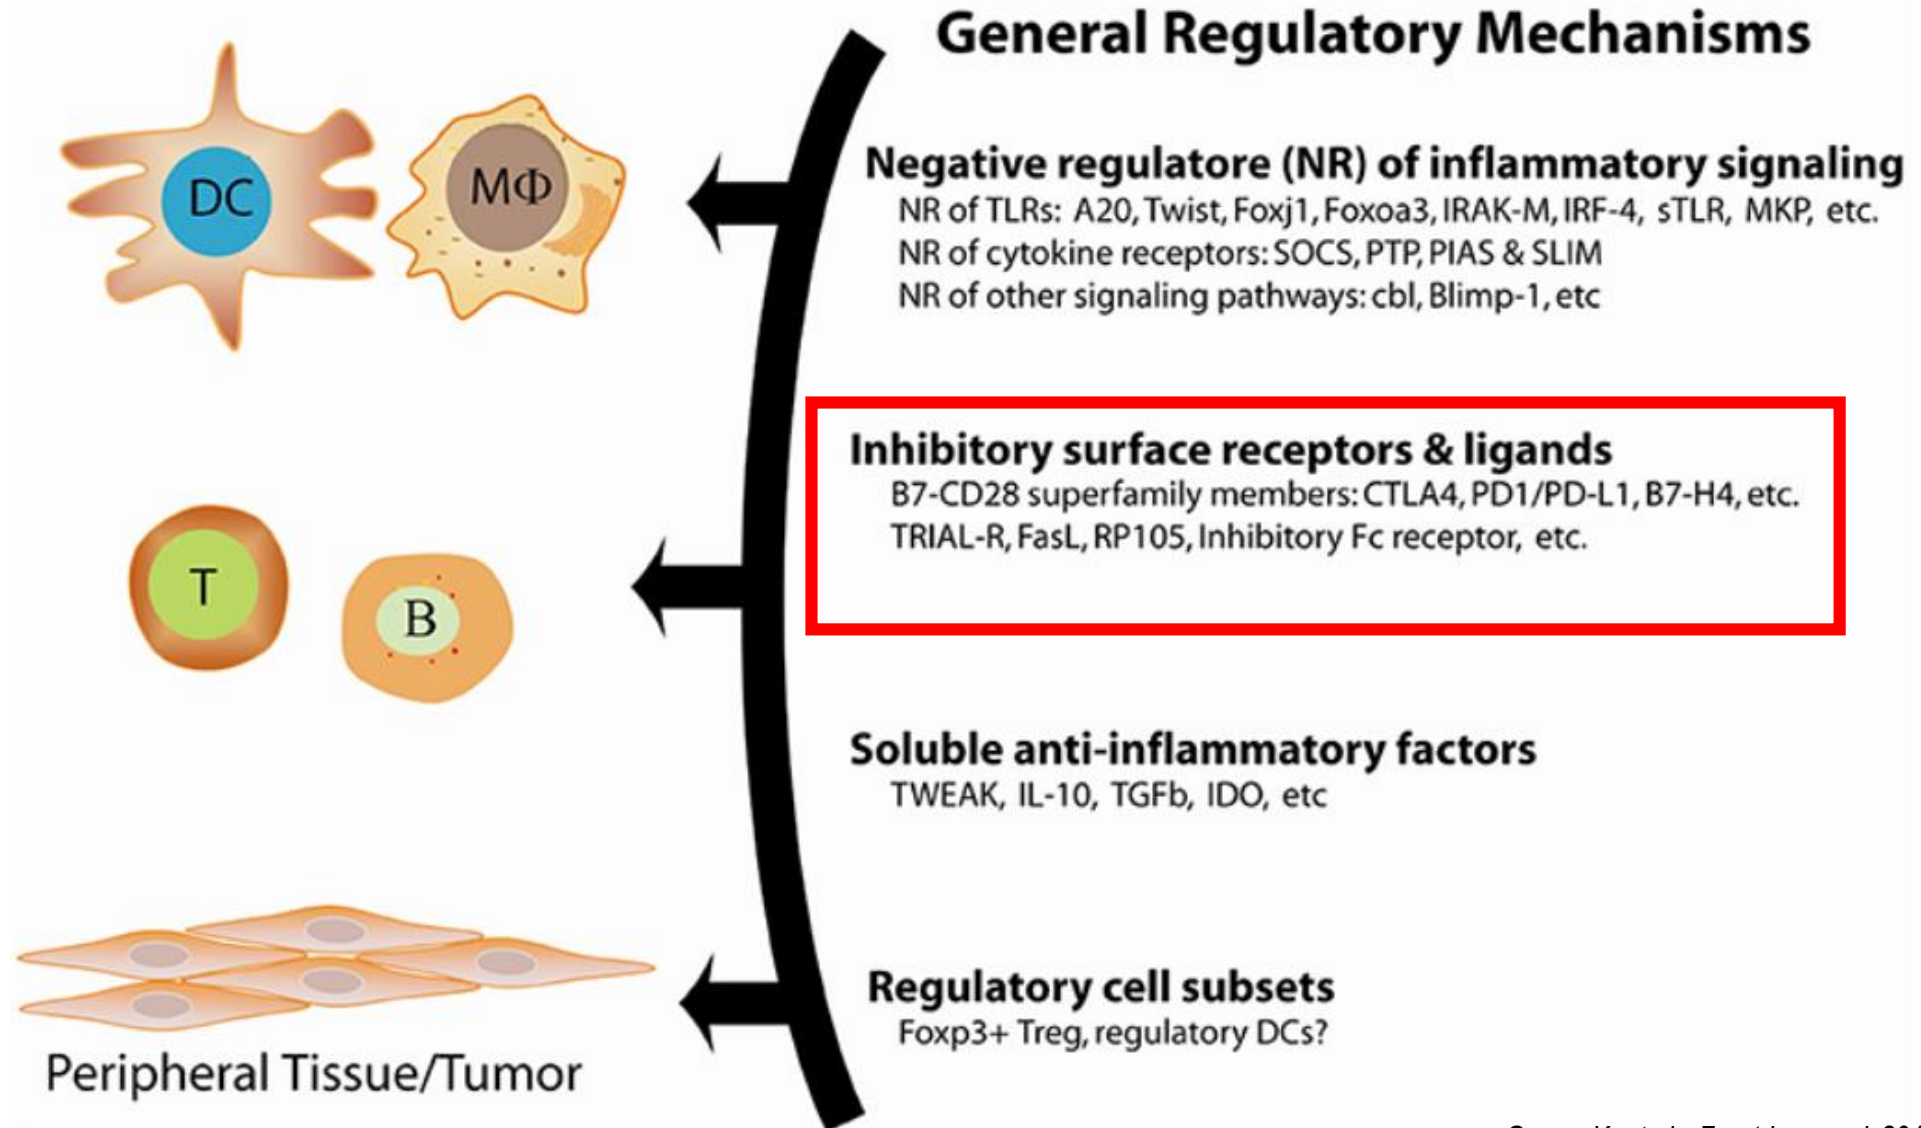 General Regulatory Mechanisms
DC
MΦ
Negative regulatore (NR) of inflammatory signaling
NR of TLRs: A20, Twist, Foxj1, Foxoa3, IRAK-M, IRF-4, sTLR, MKP, etc.
NR of cytokine receptors: SOCS, PTP, PIAS & SLIM
NR of other signaling pathways: cbl, Blimp-1, etc
Inhibitory surface receptors & ligands
B7-CD28 superfamily members: CTLA4, PD1/PD-L1, B7-H4, etc.
TRIAL-R, FasL, RP105, Inhibitory Fc receptor, etc.
T
B
Soluble anti-inflammatory factors
TWEAK, IL-10, TGFb, IDO, etc
Regulatory cell subsets
Foxp3+ Treg, regulatory DCs?
Peripheral Tissue/Tumor